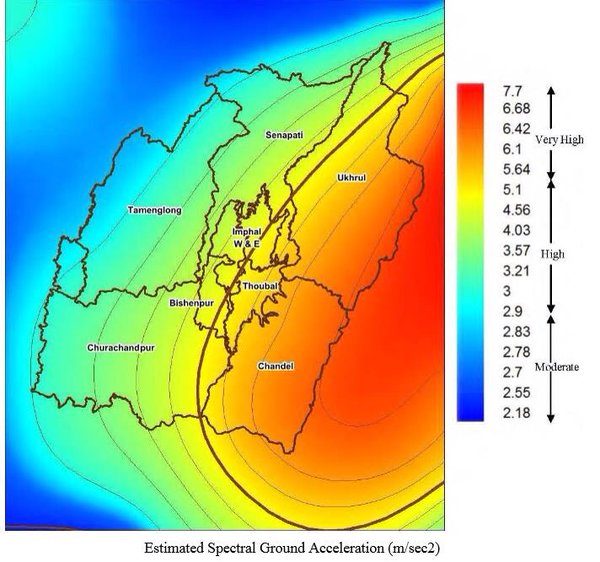 Senapati
Ukhrul
Tamenglong
Imphal
W & E
Thoubal
Bishenpur
Churachandpur
Chandel
7.7
6.68
6.42
6.1
5.64
5.1
4.56
4.03
3.57
3.21
3
2.9
2.83
2.78
2.7
2.55
2.18
Very High
High
Moderate
Estimated Spectral Ground Acceleration (m/sec2)